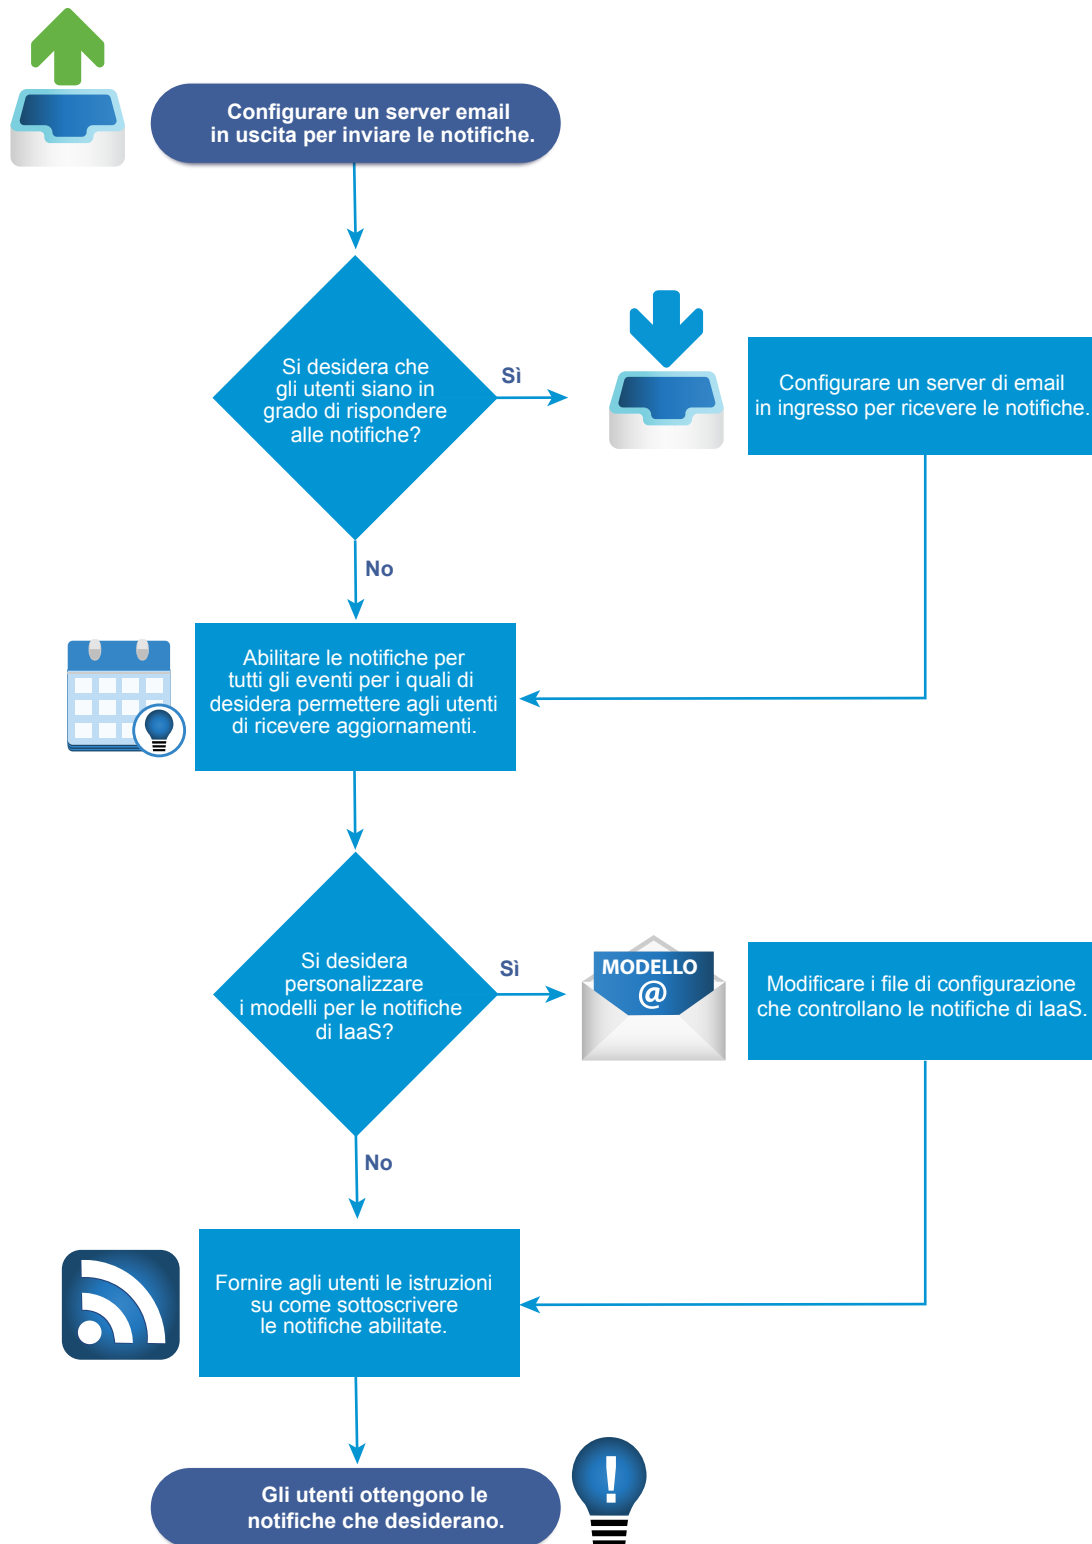 Configurare un server email
in uscita per inviare le notifiche.
Si desidera che
gli utenti siano in
grado di rispondere
alle notifiche?
Sì
Configurare un server di email
in ingresso per ricevere le notifiche.
No
Abilitare le notifiche per
tutti gli eventi per i quali di
desidera permettere agli utenti
di ricevere aggiornamenti.
Si desidera
personalizzare
i modelli per le notifiche
di IaaS?
Sì
MODELLO
@
Modificare i file di configurazione
che controllano le notifiche di IaaS.
No
Fornire agli utenti le istruzioni
su come sottoscrivere
le notifiche abilitate.
Gli utenti ottengono le
notifiche che desiderano.
!